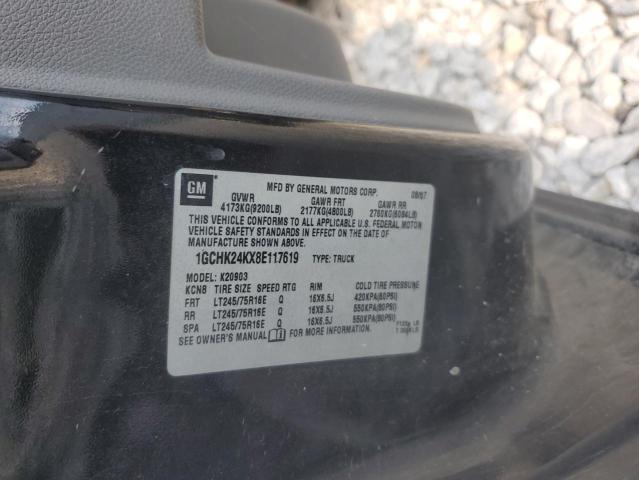 GM MFD BY GENERAL MOTORS CORP. 08/07
GVWR GAWR FRT GAWR RR
4173KG(9200LB) 2177KG(4800LB) 2760KG(6084LB)
THIS VEHICLE CONFORMS TO ALL APPLICABLE U.S. FEDERAL MOTOR
VEHICLE SAFETY STANDARDS IN EFFECT ON THE DATE OF
MANUFACTURE SHOWN ABOVE.
1GCHK24KX8E117619 TYPE: TRUCK
MODEL: K20903
KCN8 TIRE SIZE SPEED RTG RIM COLD TIRE PRESSURE
FRT LT245/75R16E Q 16X6.5J 420KPA(60PSI)
RR LT245/75R16E Q 16X6.5J 550KPA(80PSI)
SPA LT245/75R16E Q 16X6.5J 550KPA(80PSI)
SEE OWNER'S MANUAL FOR MORE INFORMATION.